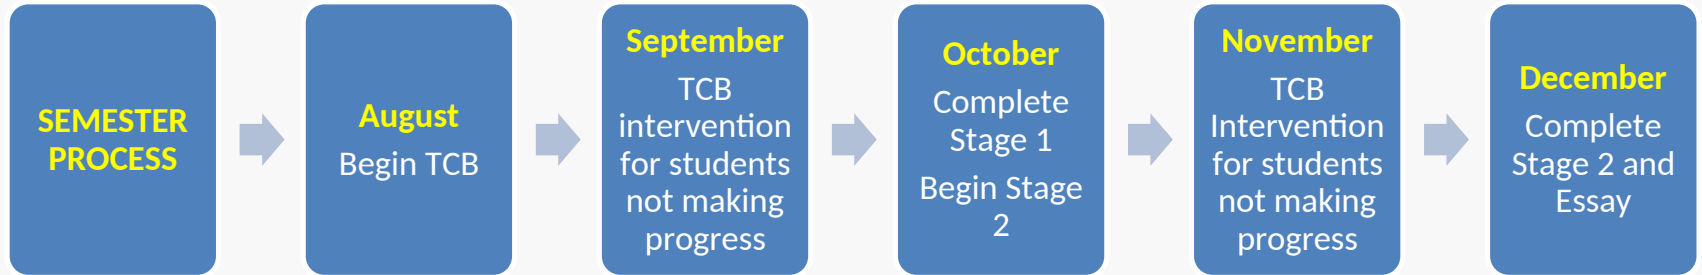 SEMESTER
PROCESS
August
Begin TCB
September
TCB
intervention
for students
not making
progress
October
Complete
Stage 1
Begin Stage
2
November
TCB
Intervention
for students
not making
progress
December
Complete
Stage 2 and
Essay